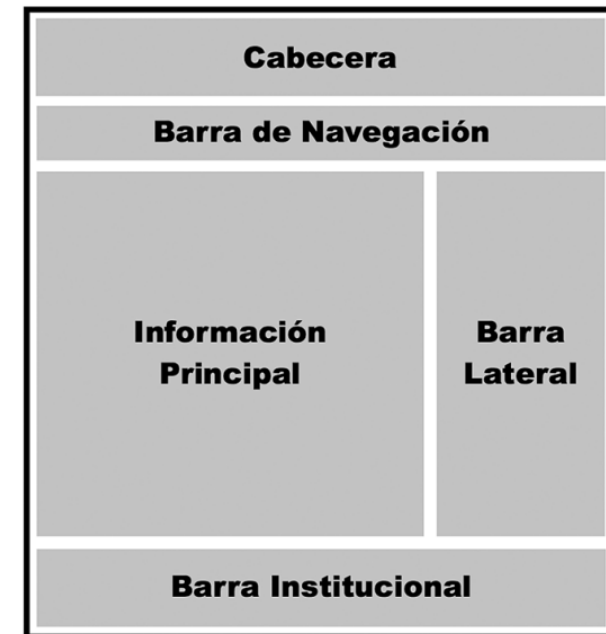 Cabecera
Barra de Navegación
Información
Principal
Barra
Lateral
Barra Institucional